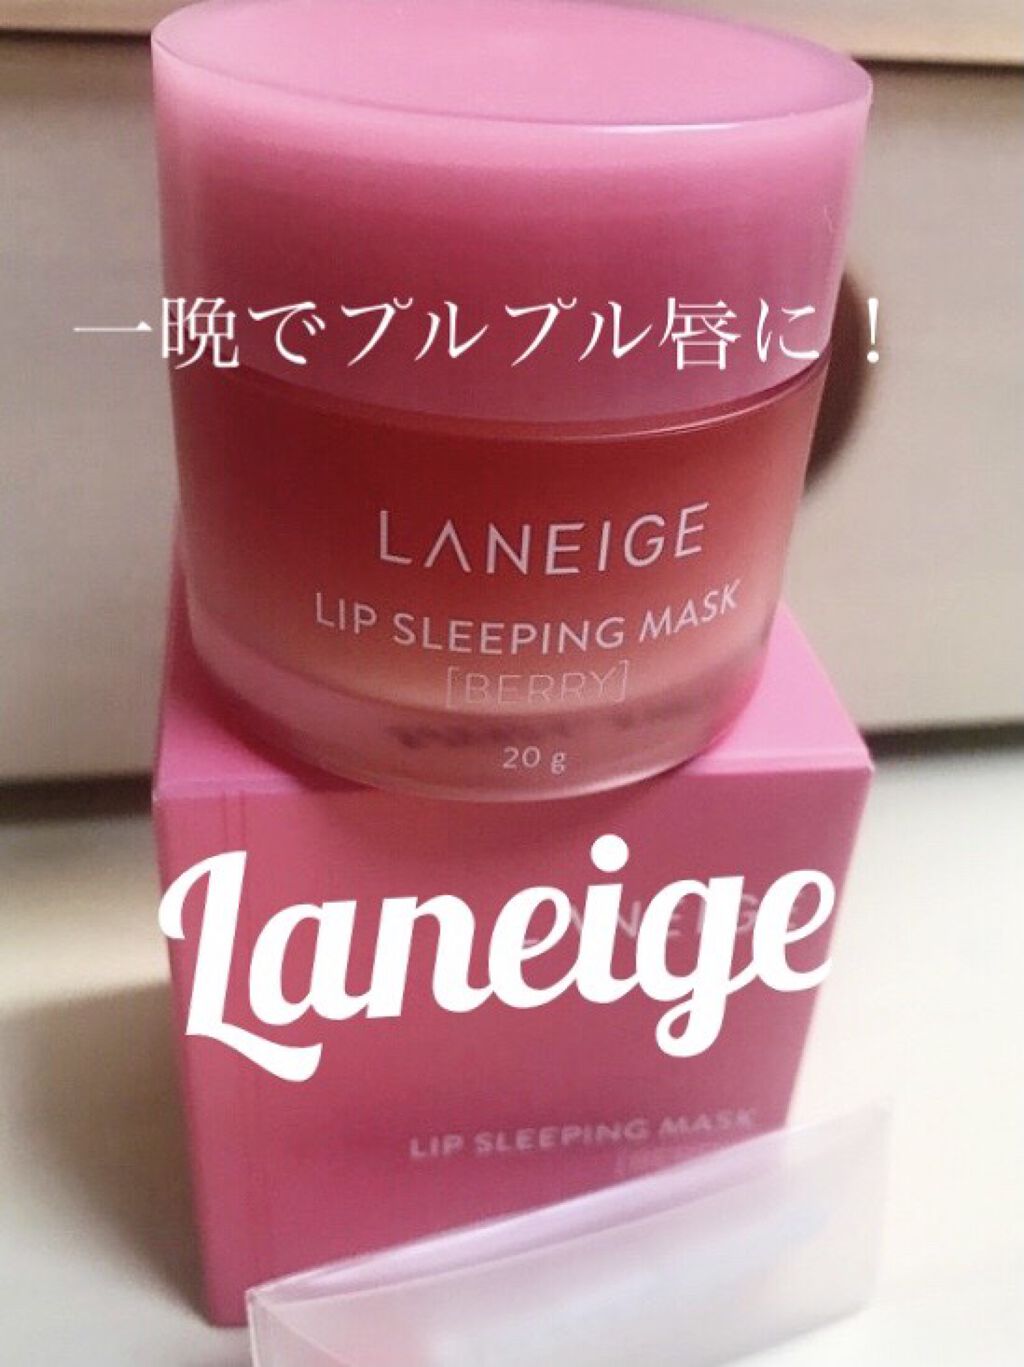 一晩でプルプル唇に！
LANEIGE
LIP SLEEPING MASK
[BERRY]
20 g
Laneige
LANEIGE
LIP SLEEPING MASK